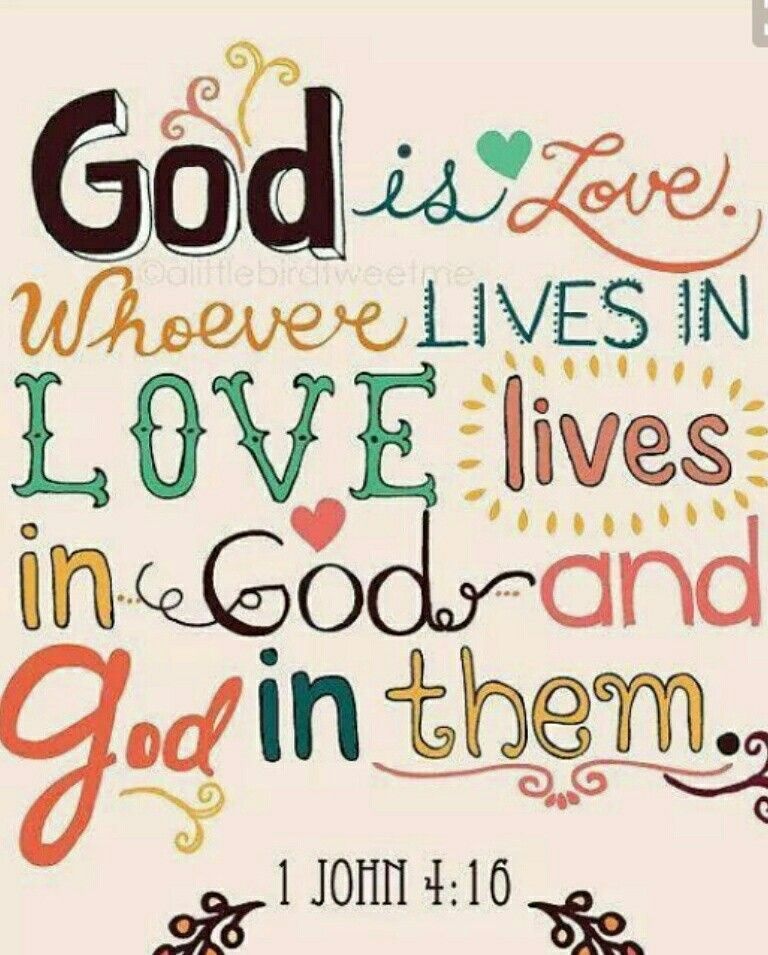 God is Love.
©alittlebirdtweetme
Whoever LIVES IN
LOVE lives
in God and
god in them.
1 JOHN 4:16